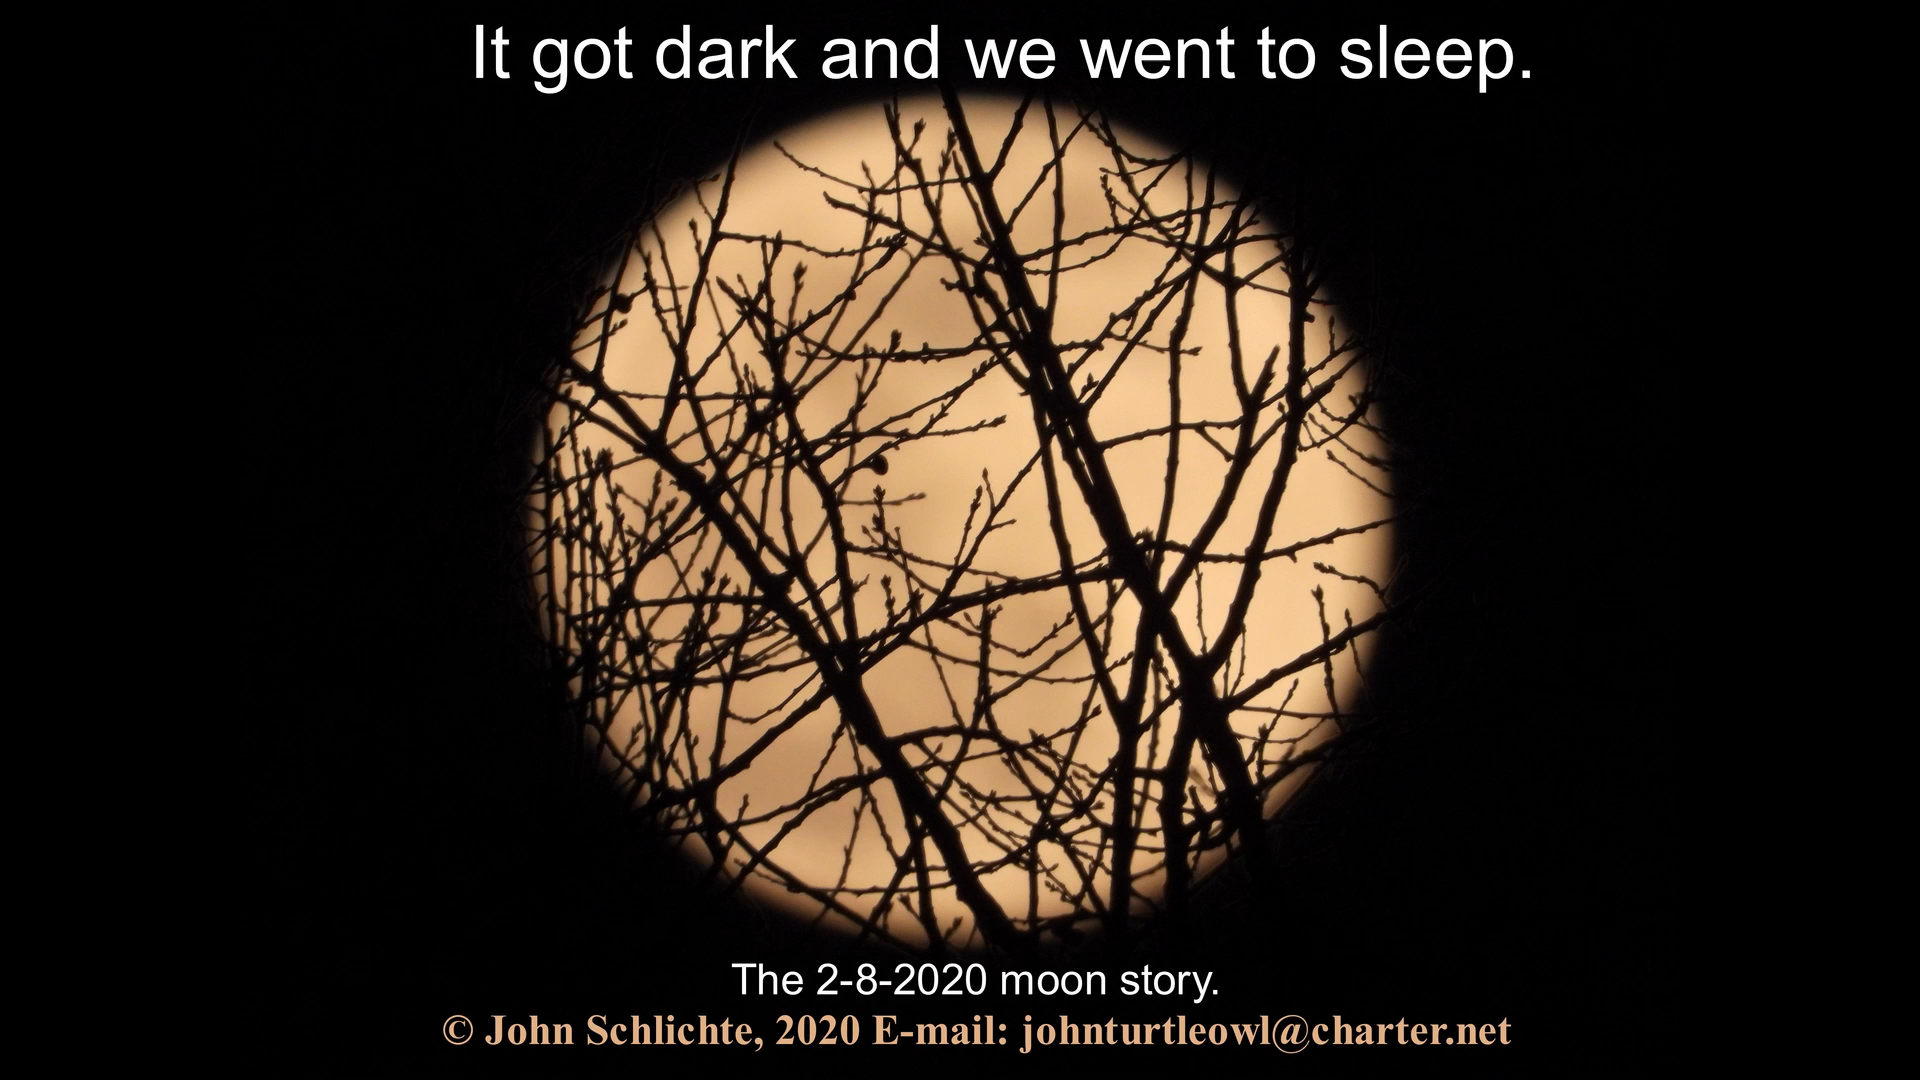 It got dark and we went to sleep.
The 2-8-2020 moon story.
© John Schlichte, 2020 E-mail: johnturtleowl@charter.net